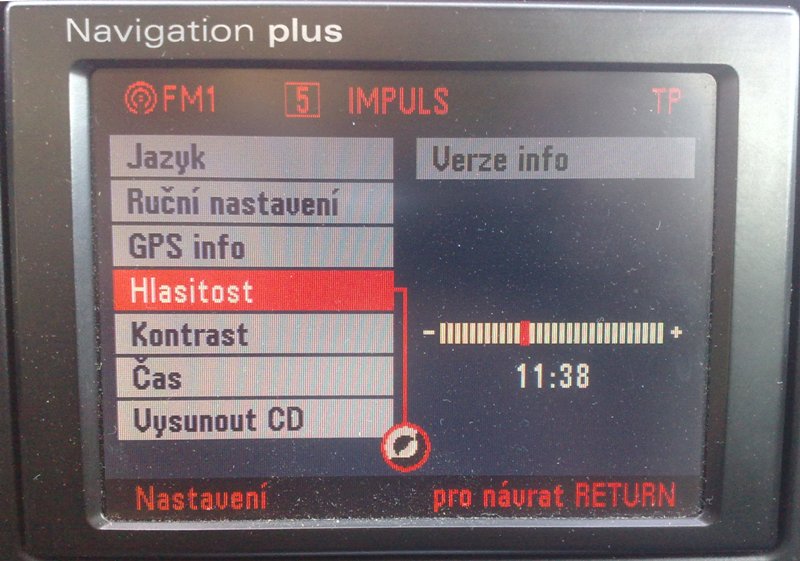 Navigation plus
FM1 5 IMPULS TP
Jazyk
Verze info
Ruční nastavení
GPS info
Hlasitost
Kontrast
- +
Čas
11:38
Vysunout CD
Nastavení
pro návrat RETURN